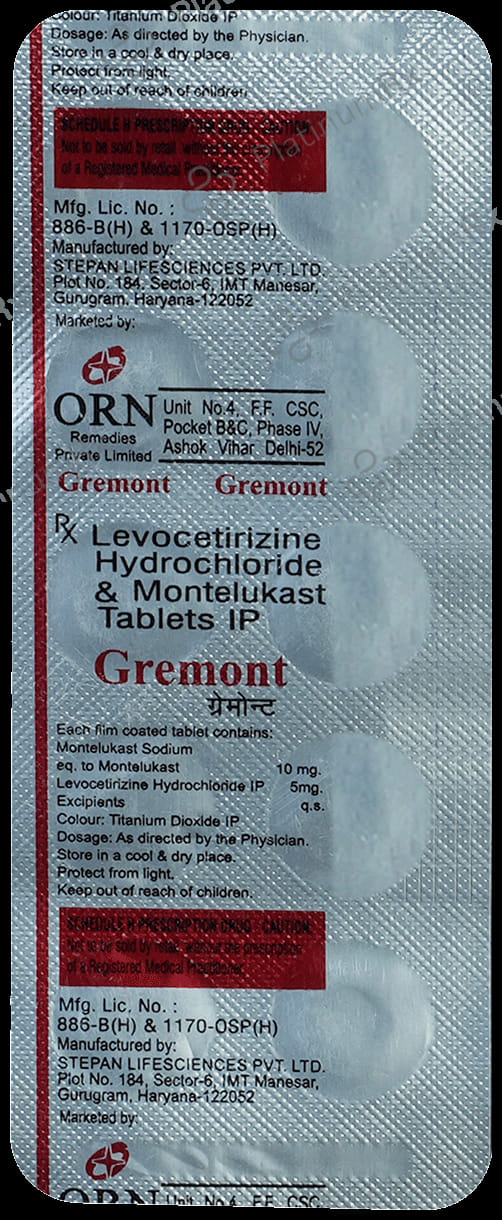 Colour: Titanium Dioxide IP
Dosage: As directed by the Physician.
Store in a cool & dry place.
Protect from light.
Keep out of reach of children.
SCHEDULE H PRESCRIPTION DRUG - CAUTION
Not to be sold by retail, without the prescription
of a Registered Medical Practitioner.
Mfg. Lic. No. :
886-B(H) & 1170-OSP(H)
Manufactured by:
STEPAN LIFESCIENCES PVT. LTD.
Plot No. 184, Sector-6, IMT Manesar,
Gurugram, Haryana-122052
Marketed by:
ORN
Remedies
Private Limited
Unit No.4, F.F. CSC,
Pocket B&C, Phase IV,
Ashok Vihar Delhi-52
Gremont Gremont
Rx Levocetirizine
Hydrochloride
& Montelukast
Tablets IP
Gremont
ग्रेमोन्ट
Each film coated tablet contains:
Montelukast Sodium
eq. to Montelukast 10 mg.
Levocetirizine Hydrochloride IP 5mg.
Excipients q.s.
Colour: Titanium Dioxide IP
Dosage: As directed by the Physician.
Store in a cool & dry place.
Protect from light.
Keep out of reach of children.
SCHEDULE H PRESCRIPTION DRUG - CAUTION
Not to be sold by retail, without the prescription
of a Registered Medical Practitioner.
Mfg. Lic. No. :
886-B(H) & 1170-OSP(H)
Manufactured by:
STEPAN LIFESCIENCES PVT. LTD.
Plot No. 184, Sector-6, IMT Manesar,
Gurugram, Haryana-122052
Marketed by:
ORN Unit No.4, F.F. CSC,